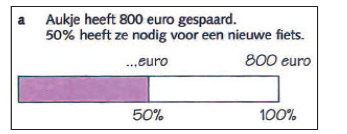 a Aukje heeft 800 euro gespaard.
50% heeft ze nodig voor een nieuwe fiets.
...euro 800 euro
50% 100%